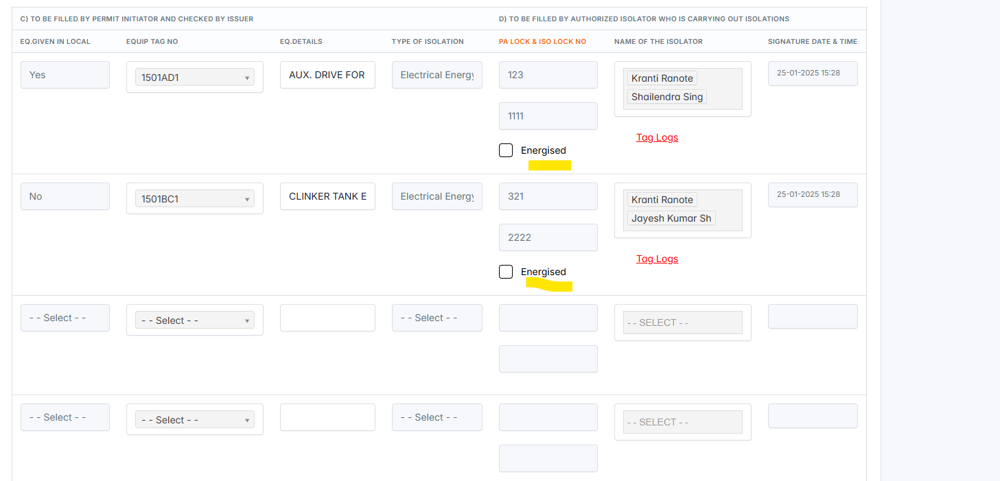 C) TO BE FILLED BY PERMIT INITIATOR AND CHECKED BY ISSUER D) TO BE FILLED BY AUTHORIZED ISOLATOR WHO IS CARRYING OUT ISOLATIONS
EQ.GIVEN IN LOCAL EQUIP TAG NO EQ.DETAILS TYPE OF ISOLATION PA LOCK & ISO LOCK NO NAME OF THE ISOLATOR SIGNATURE DATE & TIME
Yes 1501AD1 AUX. DRIVE FOR Electrical Energy 123 Kranti Ranote 25-01-2025 15:28
Shailendra Sing
1111
Tag Logs
Energised
No 1501BC1 CLINKER TANK E Electrical Energy 321 Kranti Ranote 25-01-2025 15:28
Jayesh Kumar Sh
2222
Tag Logs
Energised
- - Select - - - - Select - - - - Select - - - - SELECT - -
- - Select - - - - Select - - - - Select - - - - SELECT - -